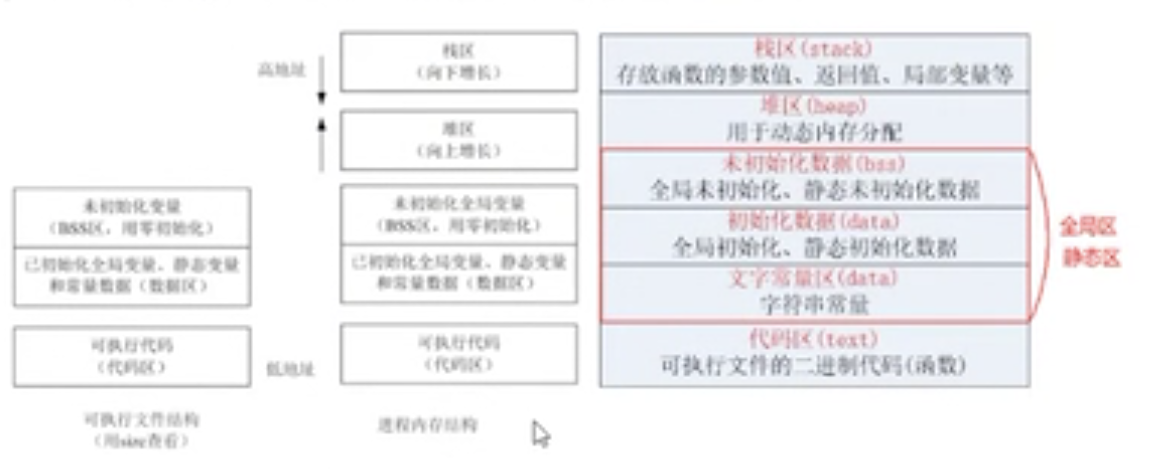 未初始化变量
（BSS区，用零初始化）
已初始化全局变量、静态变量
和常量数据（数据区）
可执行代码
（代码区）
可执行文件结构
（用size查看）
高地址
低地址
栈区
（向下增长）
堆区
（向上增长）
未初始化全局变量
（BSS区，用零初始化）
已初始化全局变量、静态变量
和常量数据（数据区）
可执行代码
（代码区）
进程内存结构
栈区(stack)
存放函数的参数值、返回值、局部变量等
堆区(heap)
用于动态内存分配
未初始化数据(bss)
全局未初始化、静态未初始化数据
初始化数据(data)
全局初始化、静态初始化数据
文字常量区(data)
字符串常量
代码区(text)
可执行文件的二进制代码(函数)
全局区
静态区